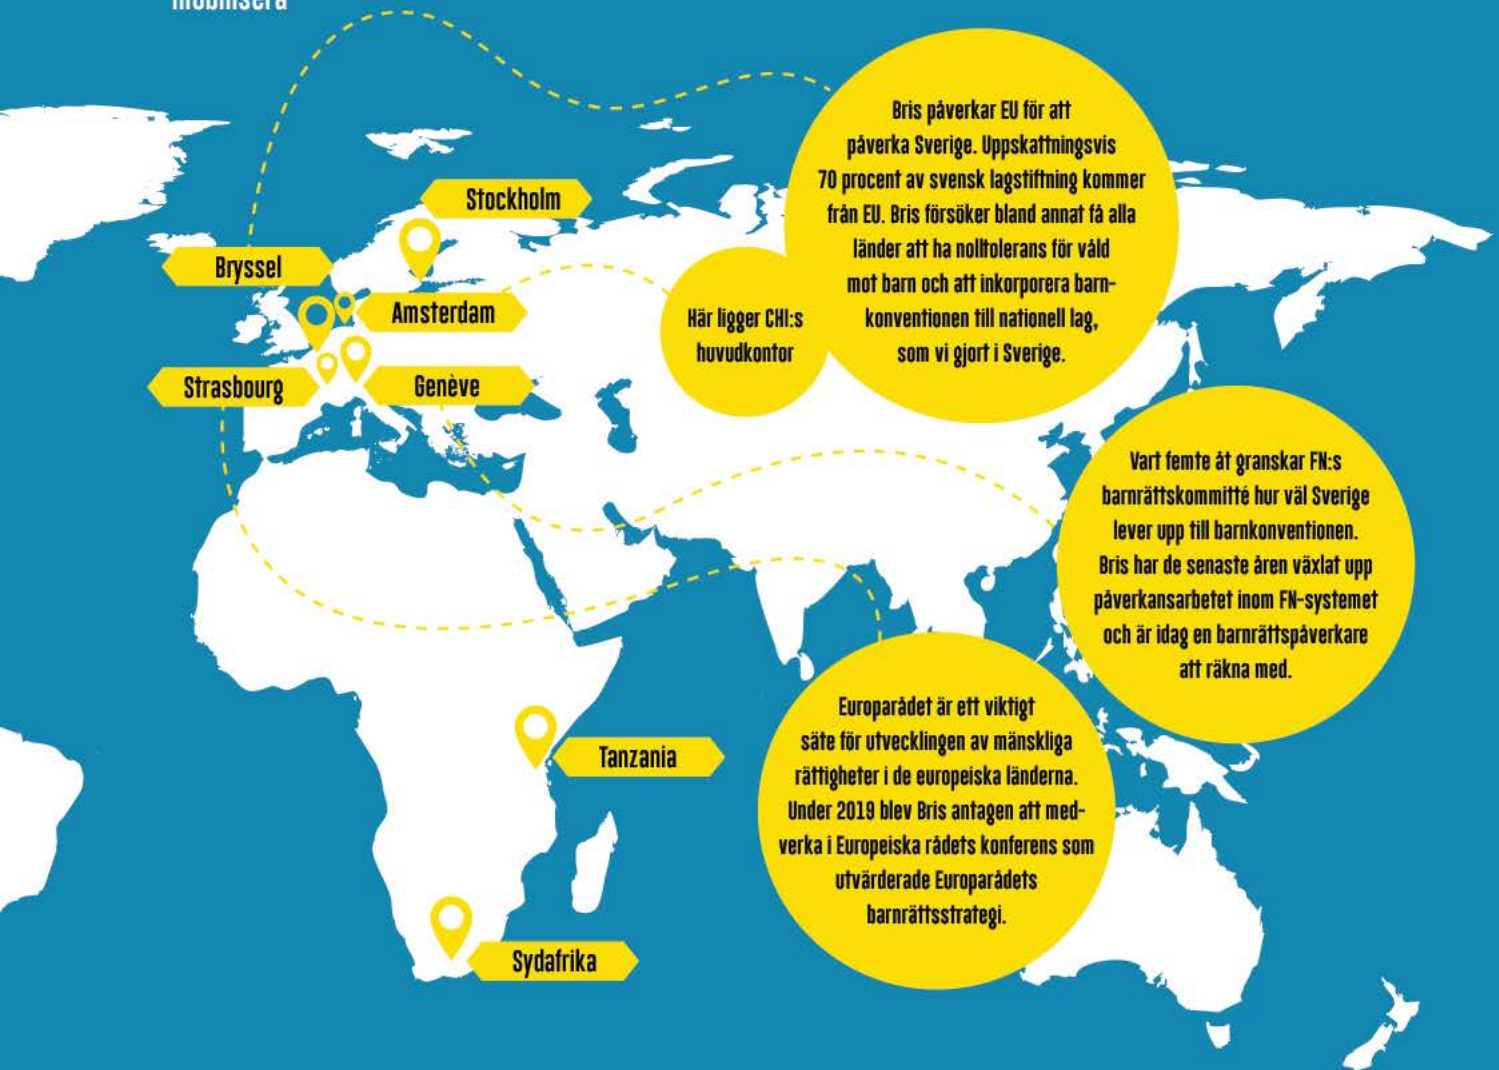 mobilisera
Bris påverkar EU för att
påverka Sverige. Uppskattningsvis
70 procent av svensk lagstiftning kommer
från EU. Bris försöker bland annat få alla
länder att ha nolltolerans för våld
mot barn och att inkorporera barn-
konventionen till nationell lag,
som vi gjort i Sverige.
Stockholm
Bryssel
Amsterdam
Här ligger CHI:s
huvudkontor
Strasbourg
Genève
Vart femte åt granskar FN:s
barnrättskommitté hur väl Sverige
lever upp till barnkonventionen.
Bris har de senaste åren växlat upp
påverkansarbetet inom FN-systemet
och är idag en barnrättspåverkare
att räkna med.
Europarådet är ett viktigt
säte för utvecklingen av mänskliga
rättigheter i de europeiska länderna.
Under 2019 blev Bris antagen att med-
verka i Europeiska rådets konferens som
utvärderade Europarådets
barnrättsstrategi.
Tanzania
Sydafrika